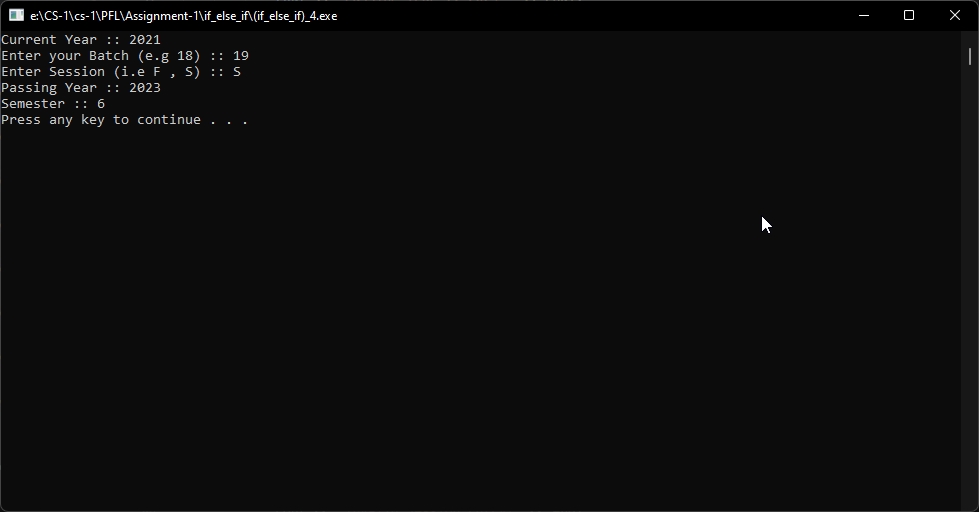 e:\CS-1\cs-1\PFL\Assignment-1\if_else_if\(if_else_if)_4.exe
Current Year :: 2021
Enter your Batch (e.g 18) :: 19
Enter Session (i.e F , S) :: S
Passing Year :: 2023
Semester :: 6
Press any key to continue . . .